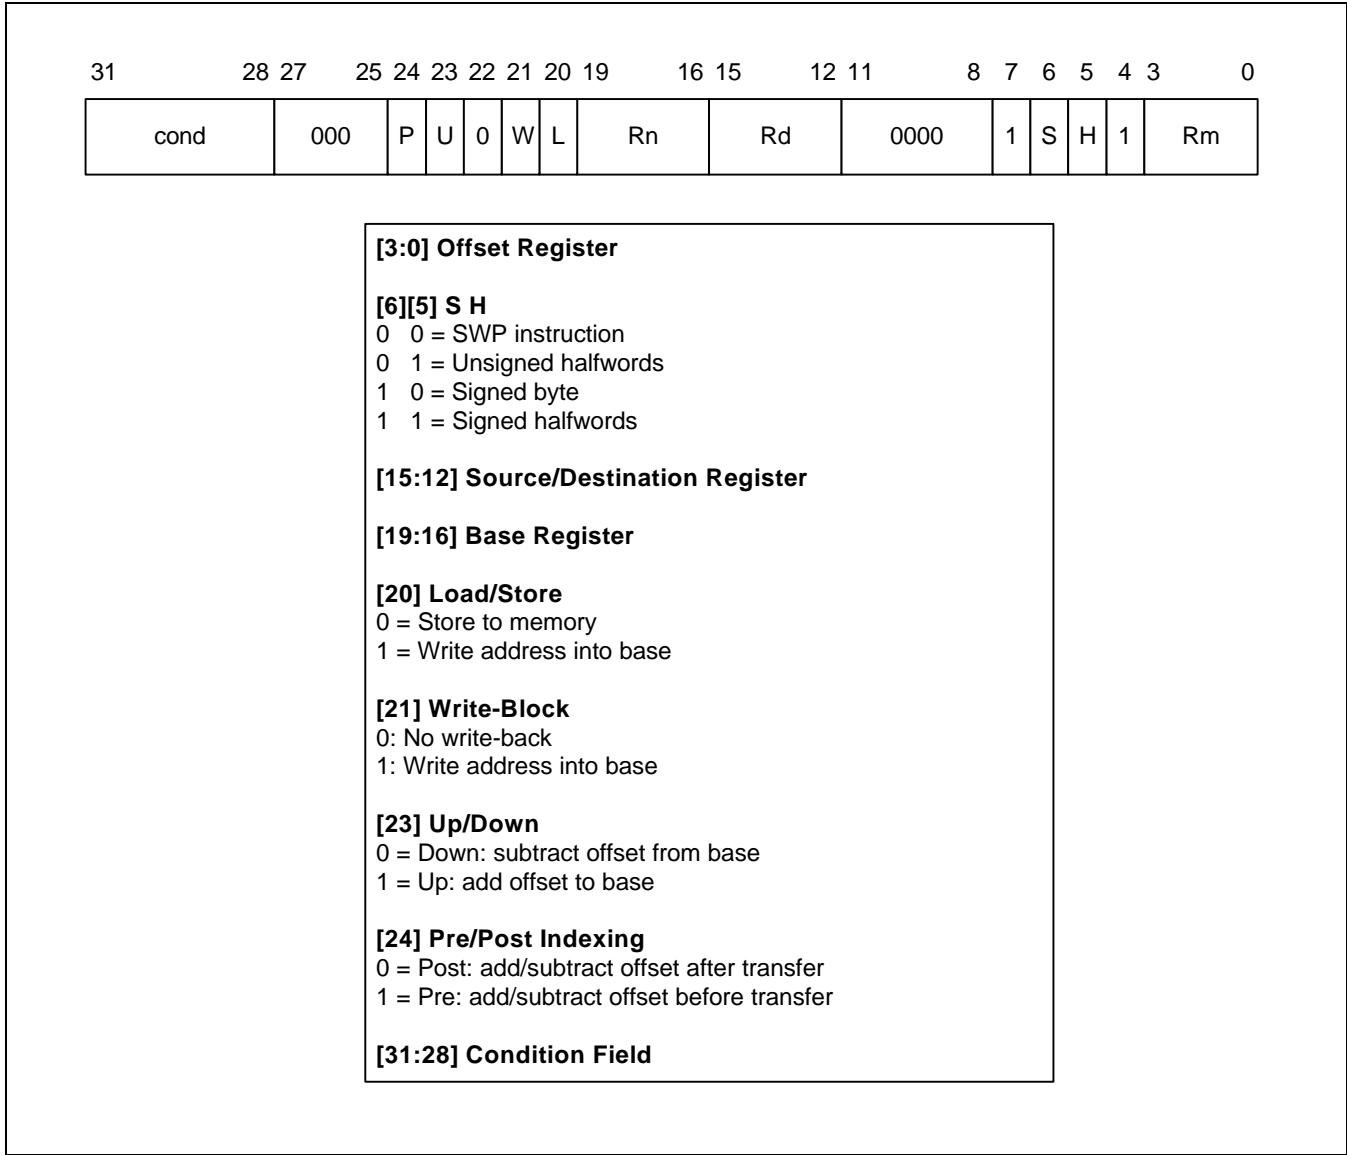 31 28 27 25 24 23 22 21 20 19 16 15 12 11 8 7 6 5 4 3 0
cond 000 P U 0 W L Rn Rd 0000 1 S H 1 Rm
[3:0] Offset Register
[6][5] S H
0 0 = SWP instruction
0 1 = Unsigned halfwords
1 0 = Signed byte
1 1 = Signed halfwords
[15:12] Source/Destination Register
[19:16] Base Register
[20] Load/Store
0 = Store to memory
1 = Write address into base
[21] Write-Block
0: No write-back
1: Write address into base
[23] Up/Down
0 = Down: subtract offset from base
1 = Up: add offset to base
[24] Pre/Post Indexing
0 = Post: add/subtract offset after transfer
1 = Pre: add/subtract offset before transfer
[31:28] Condition Field